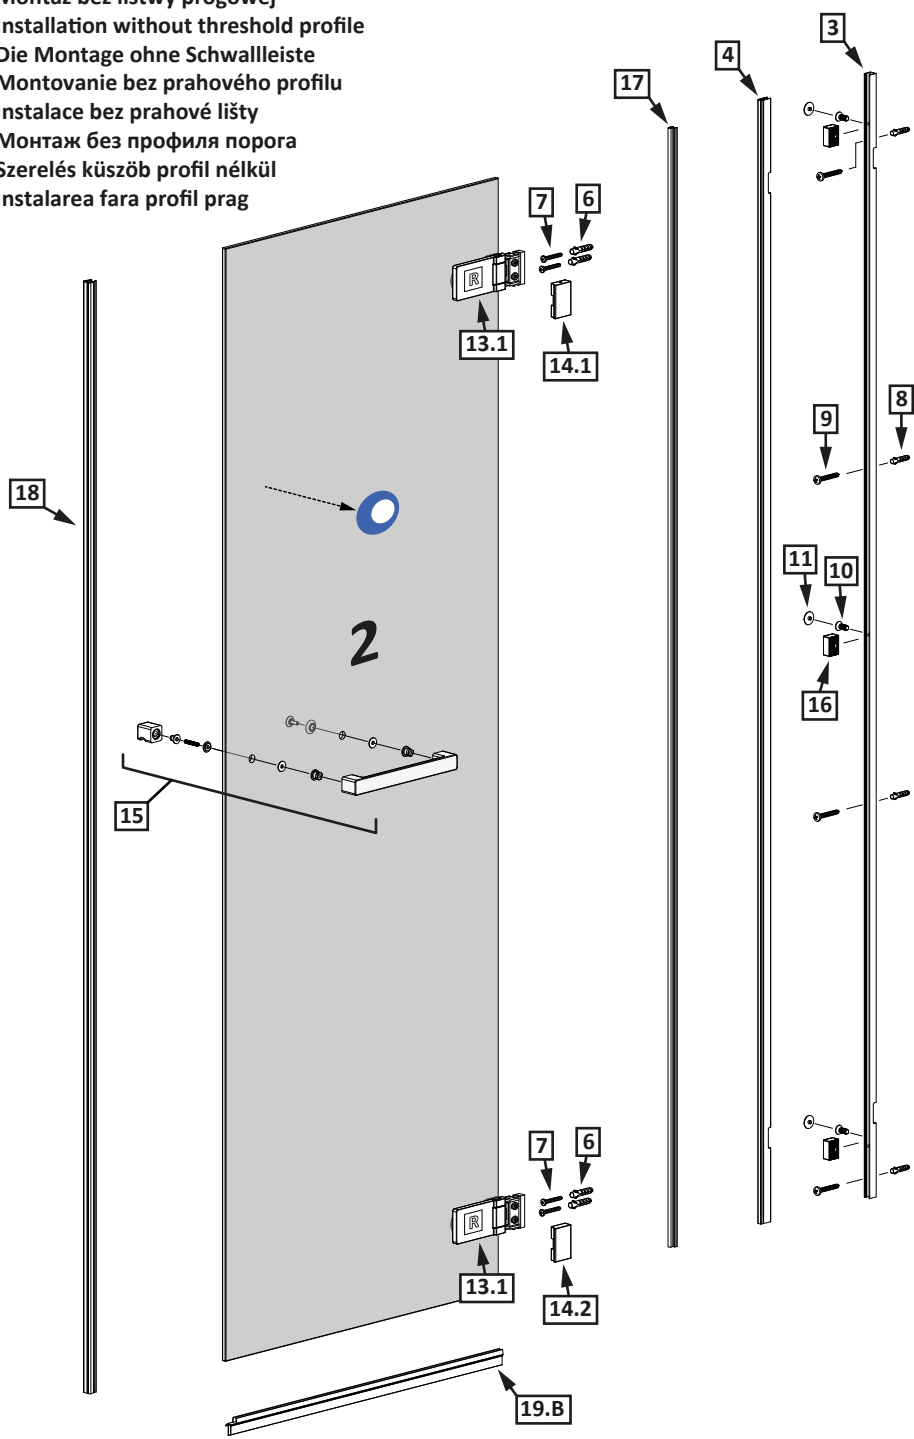 Montaż bez listwy progowej
Installation without threshold profile
Die Montage ohne Schwallleiste
Montovanie bez prahového profilu
Instalace bez prahové lišty
Монтаж без профиля порога
Szerelés küszöb profil nélkül
Instalarea fara profil prag
3
4
17
7
6
R
13.1
14.1
8
9
18
11
10
2
16
15
7
6
R
13.1
14.2
19.B